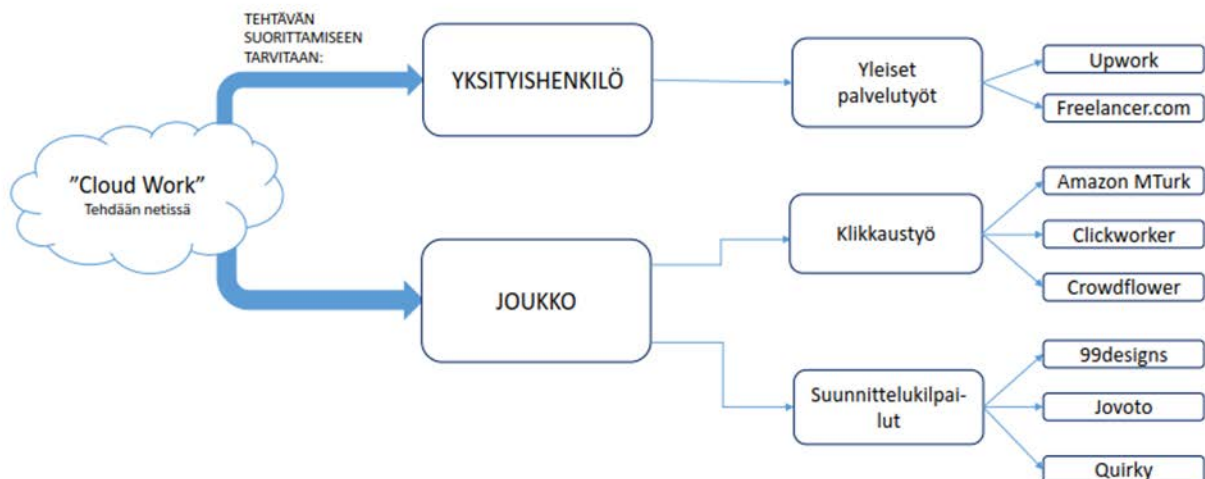 TEHTÄVÄN
SUORITTAMISEEN
TARVITAAN:
"Cloud Work"
Tehdään netissä
YKSITYISHENKILÖ
Yleiset
palvelutyöt
Upwork
Freelancer.com
JOUKKO
Klikkaustyö
Amazon MTurk
Clickworker
Crowdflower
Suunnittelukilpai-
lut
99designs
Jovoto
Quirky